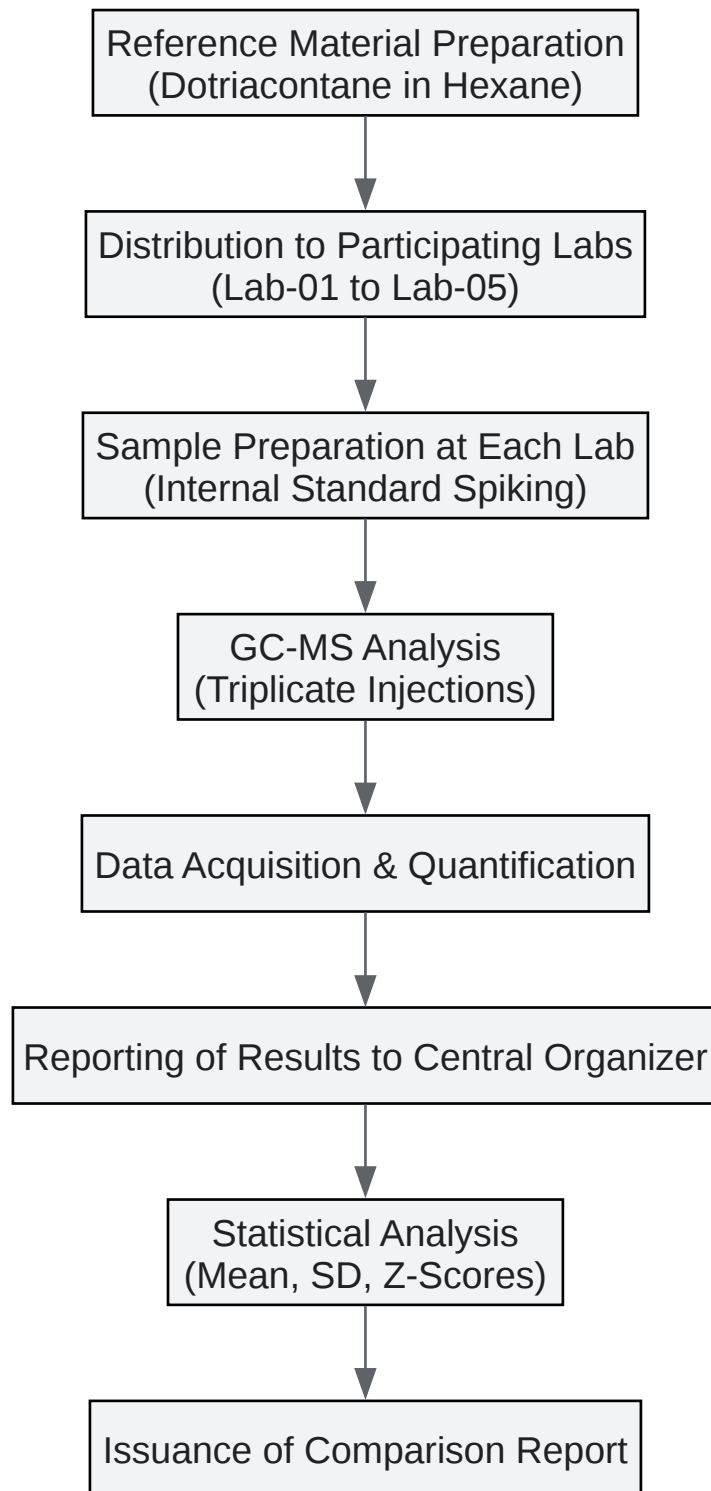 Reference Material Preparation
(Dotriacontane in Hexane)
Distribution to Participating Labs
(Lab-01 to Lab-05)
Sample Preparation at Each Lab
(Internal Standard Spiking)
GC-MS Analysis
(Triplicate Injections)
Data Acquisition & Quantification
Reporting of Results to Central Organizer
Statistical Analysis
(Mean, SD, Z-Scores)
Issuance of Comparison Report